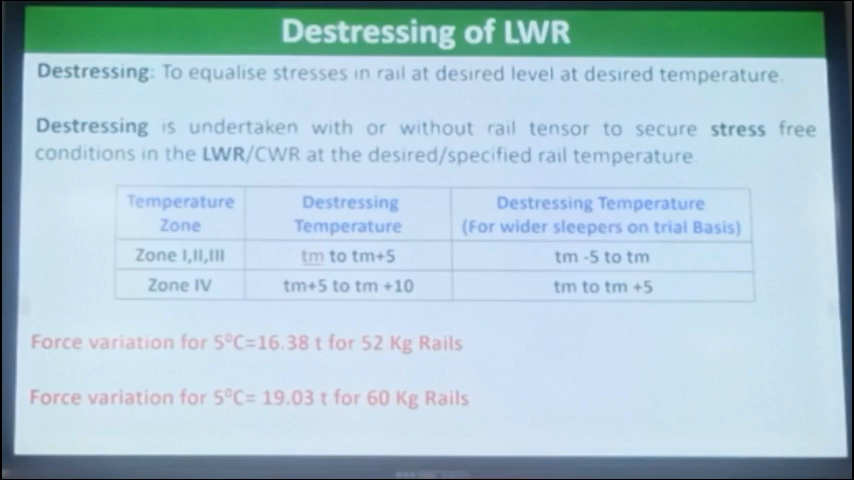 Destressing of LWR
Destressing: To equalise stresses in rail at desired level at desired temperature.
Destressing is undertaken with or without rail tensor to secure stress free
conditions in the LWR/CWR at the desired/specified rail temperature.
Temperature Zone | Destressing Temperature | Destressing Temperature (For wider sleepers on trial Basis)
Zone I,II,III | tm to tm+5 | tm -5 to tm
Zone IV | tm+5 to tm +10 | tm to tm +5
Force variation for 5⁰C=16.38 t for 52 Kg Rails
Force variation for 5⁰C= 19.03 t for 60 Kg Rails